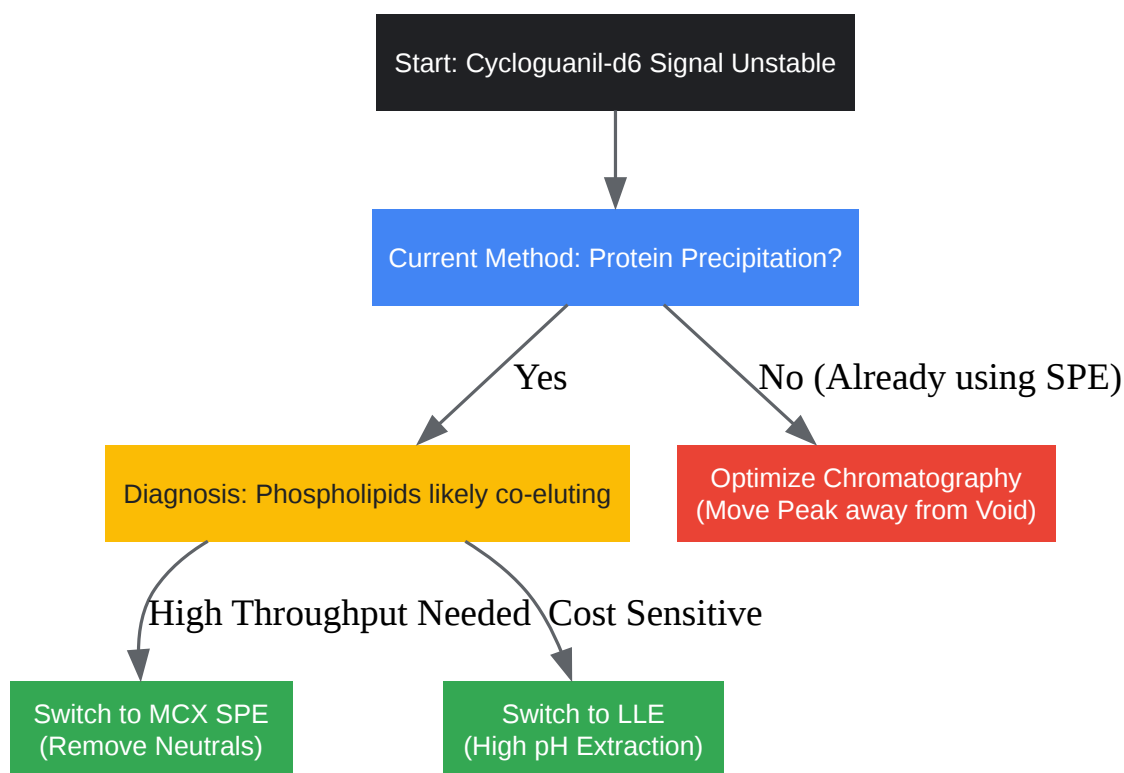 Start: Cycloguanil-d6 Signal Unstable
Current Method: Protein Precipitation?
Yes
No (Already using SPE)
Diagnosis: Phospholipids likely co-eluting
Optimize Chromatography
(Move Peak away from Void)
High Throughput Needed
Cost Sensitive
Switch to MCX SPE
(Remove Neutrals)
Switch to LLE
(High pH Extraction)